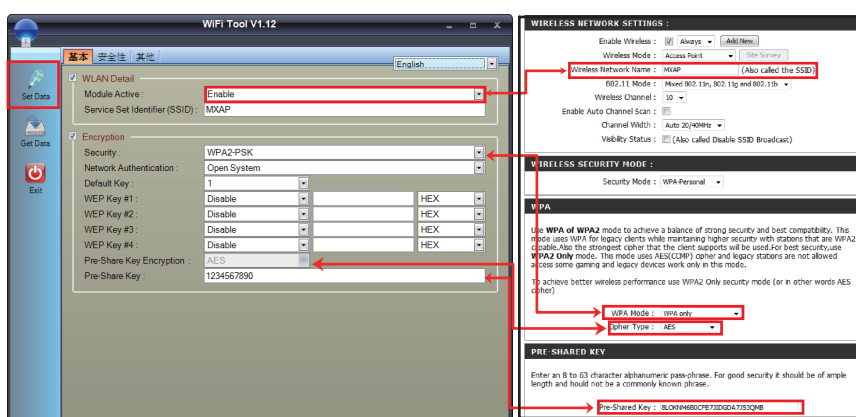 WiFi Tool V1.12
基本 安全性 其他
English
Set Data
Get Data
Exit
WLAN Detail
Module Active : Enable
Service Set Identifier (SSID) : MXAP
Encryption
Security : WPA2-PSK
Network Authentication : Open System
Default Key : 1
WEP Key #1 : Disable HEX
WEP Key #2 : Disable HEX
WEP Key #3 : Disable HEX
WEP Key #4 : Disable HEX
Pre-Share Key Encryption : AES
Pre-Share Key : 1234567890
WIRELESS NETWORK SETTINGS :
Enable Wireless : Always Add New
Wireless Mode : Access Point Site Survey
Wireless Network Name : MXAP (Also called the SSID)
802.11 Mode : Mixed 802.11n, 802.11g and 802.11b
Wireless Channel : 10
Enable Auto Channel Scan :
Channel Width : Auto 20/40MHz
Visbility Status : (Also called Disable SSID Broadcast)
WIRELESS SECURITY MODE :
Security Mode : WPA-Personal
WPA
Use WPA of WPA2 mode to achieve a balance of strong security and best compatibility. This
mode uses WPA for legacy clients while maintaining higher security with stations that are WPA2
capable.Also the strongest cipher that the client supports will be used.For best security,use
WPA2 Only mode. This mode uses AES(CCMP) cipher and legacy stations are not allowed
access some gaming and legacy devices work only in this mode.
To achieve better wireless performance use WPA2 Only security mode (or in other words AES
cipher)
WPA Mode : WPA only
Cipher Type : AES
PRE-SHARED KEY
Enter an 8 to 63 character alphanumeric pass-phrase. For good security it should be of ample
length and hould not be a commonly known phrase.
Pre-Shared Key :